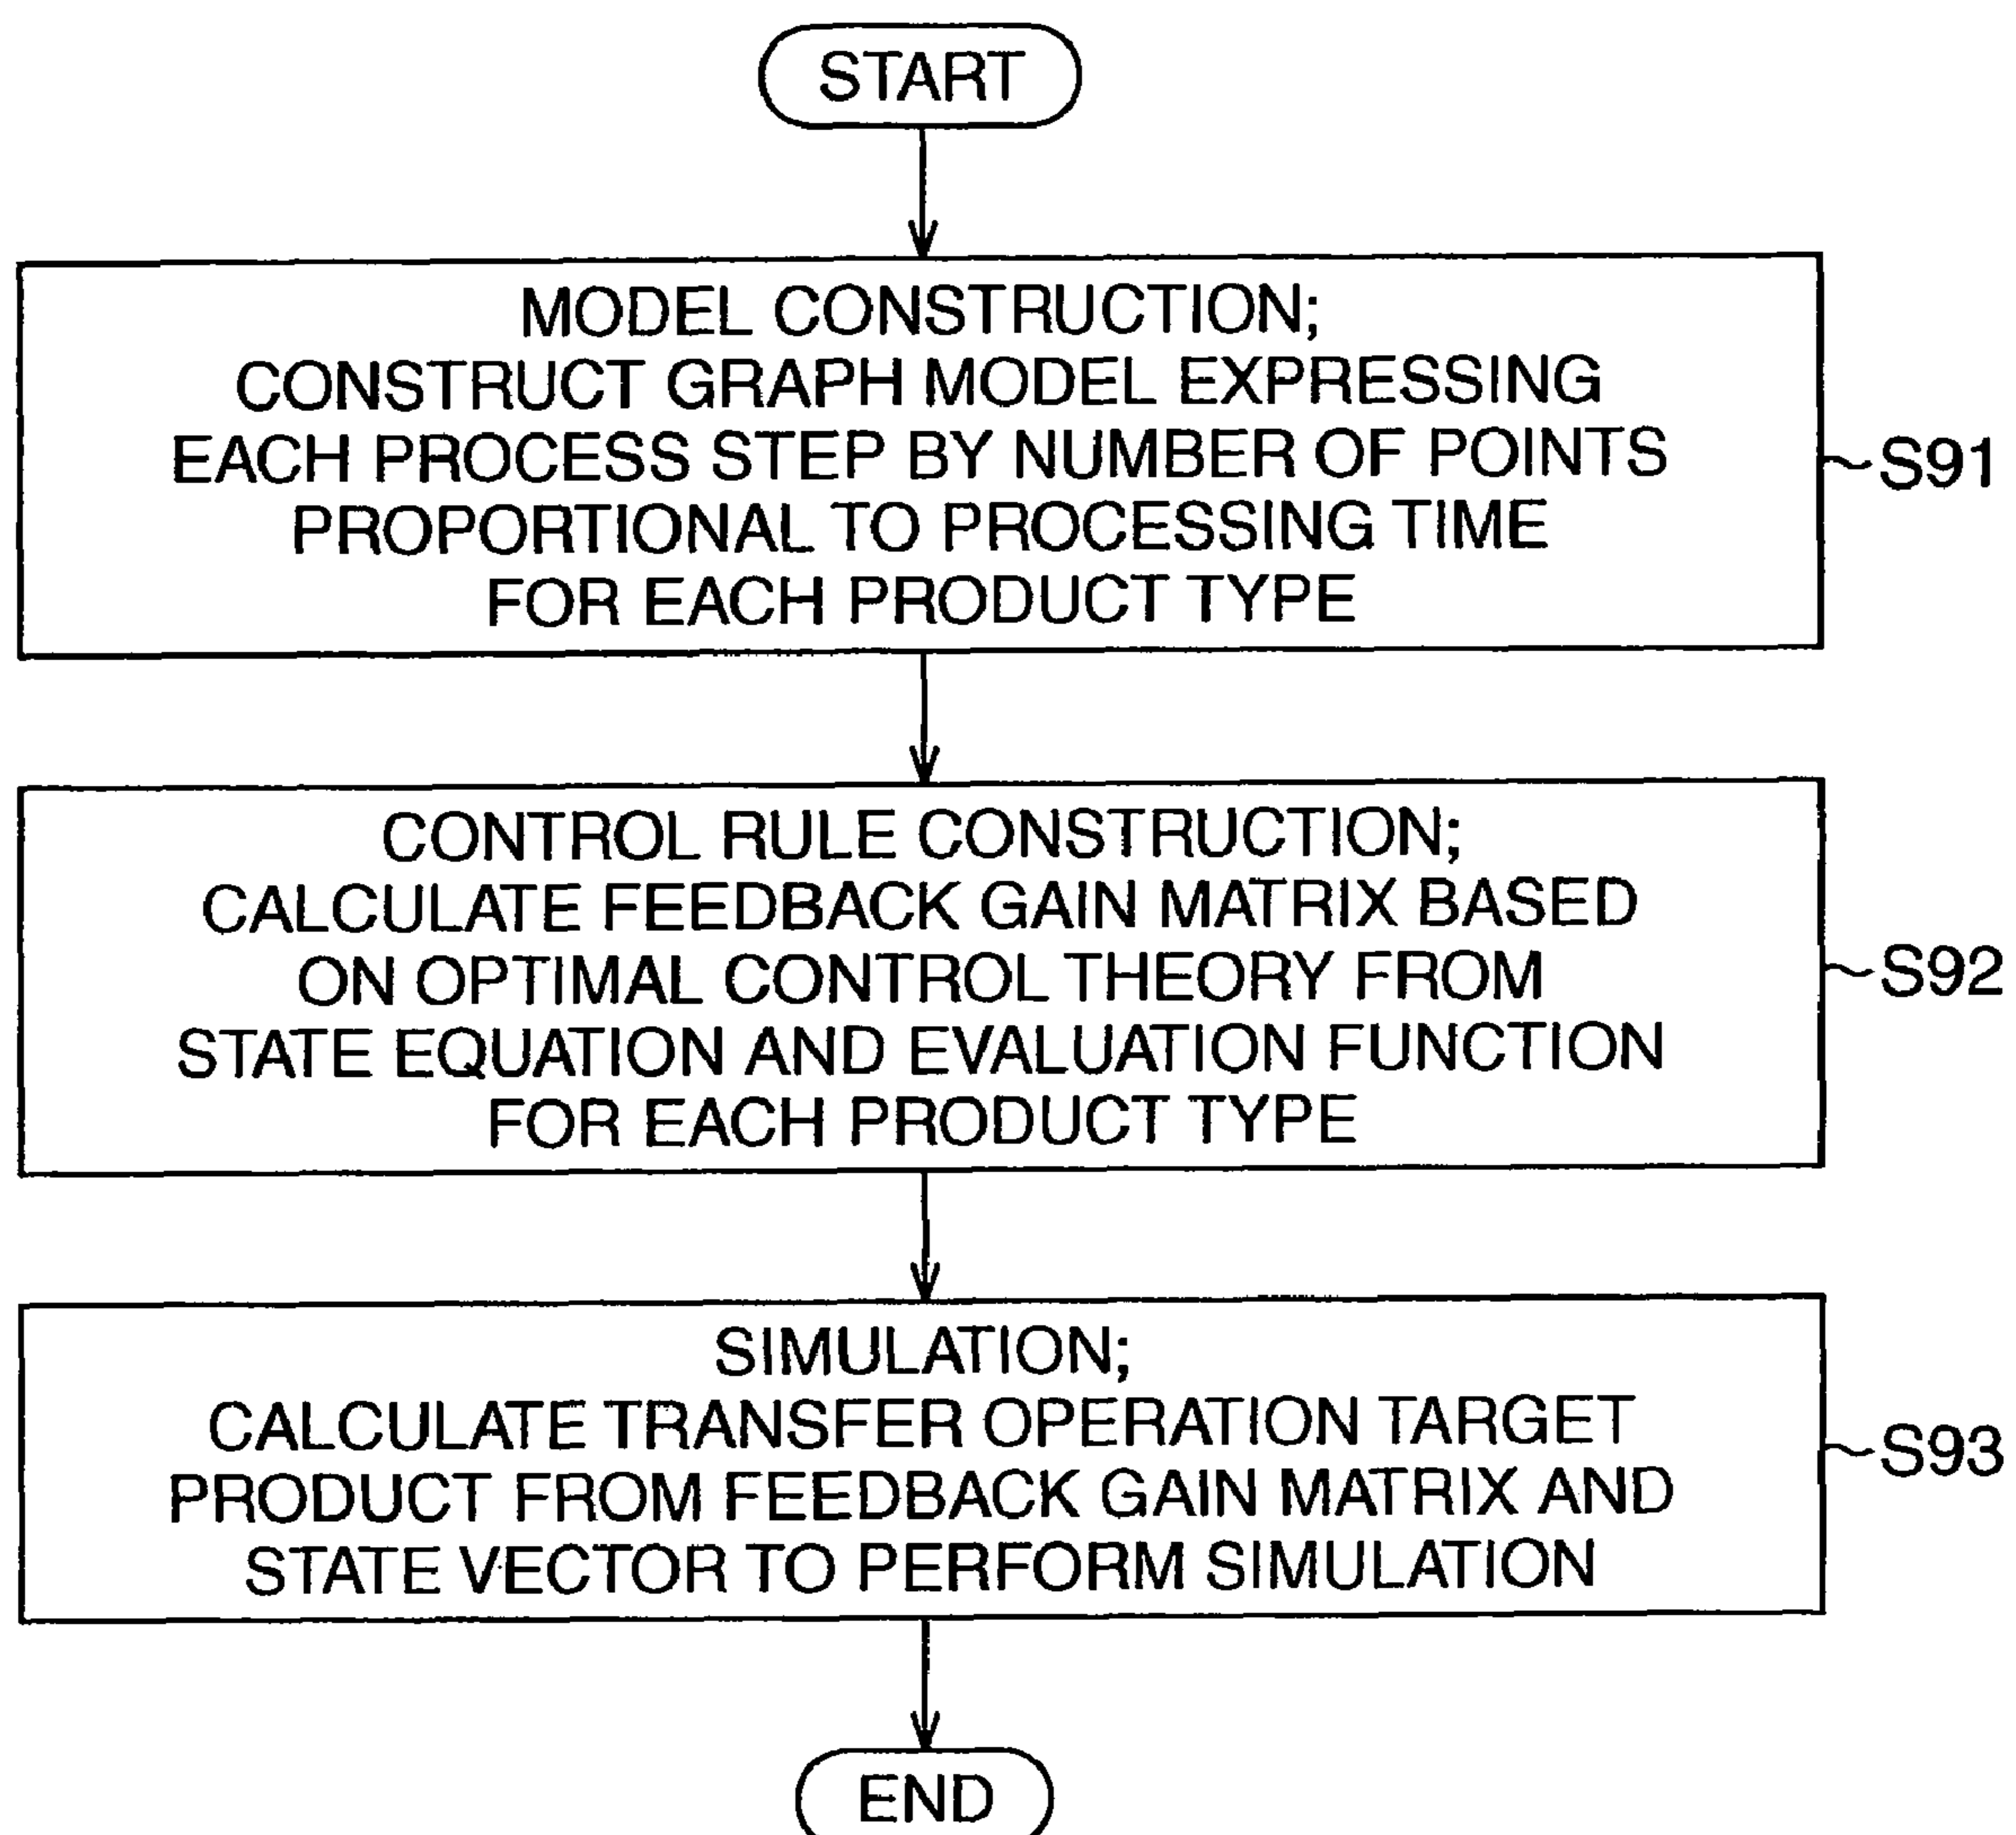 START
MODEL CONSTRUCTION;
CONSTRUCT GRAPH MODEL EXPRESSING
EACH PROCESS STEP BY NUMBER OF POINTS
PROPORTIONAL TO PROCESSING TIME
FOR EACH PRODUCT TYPE
S91
CONTROL RULE CONSTRUCTION;
CALCULATE FEEDBACK GAIN MATRIX BASED
ON OPTIMAL CONTROL THEORY FROM
STATE EQUATION AND EVALUATION FUNCTION
FOR EACH PRODUCT TYPE
S92
SIMULATION;
CALCULATE TRANSFER OPERATION TARGET
PRODUCT FROM FEEDBACK GAIN MATRIX AND
STATE VECTOR TO PERFORM SIMULATION
S93
END